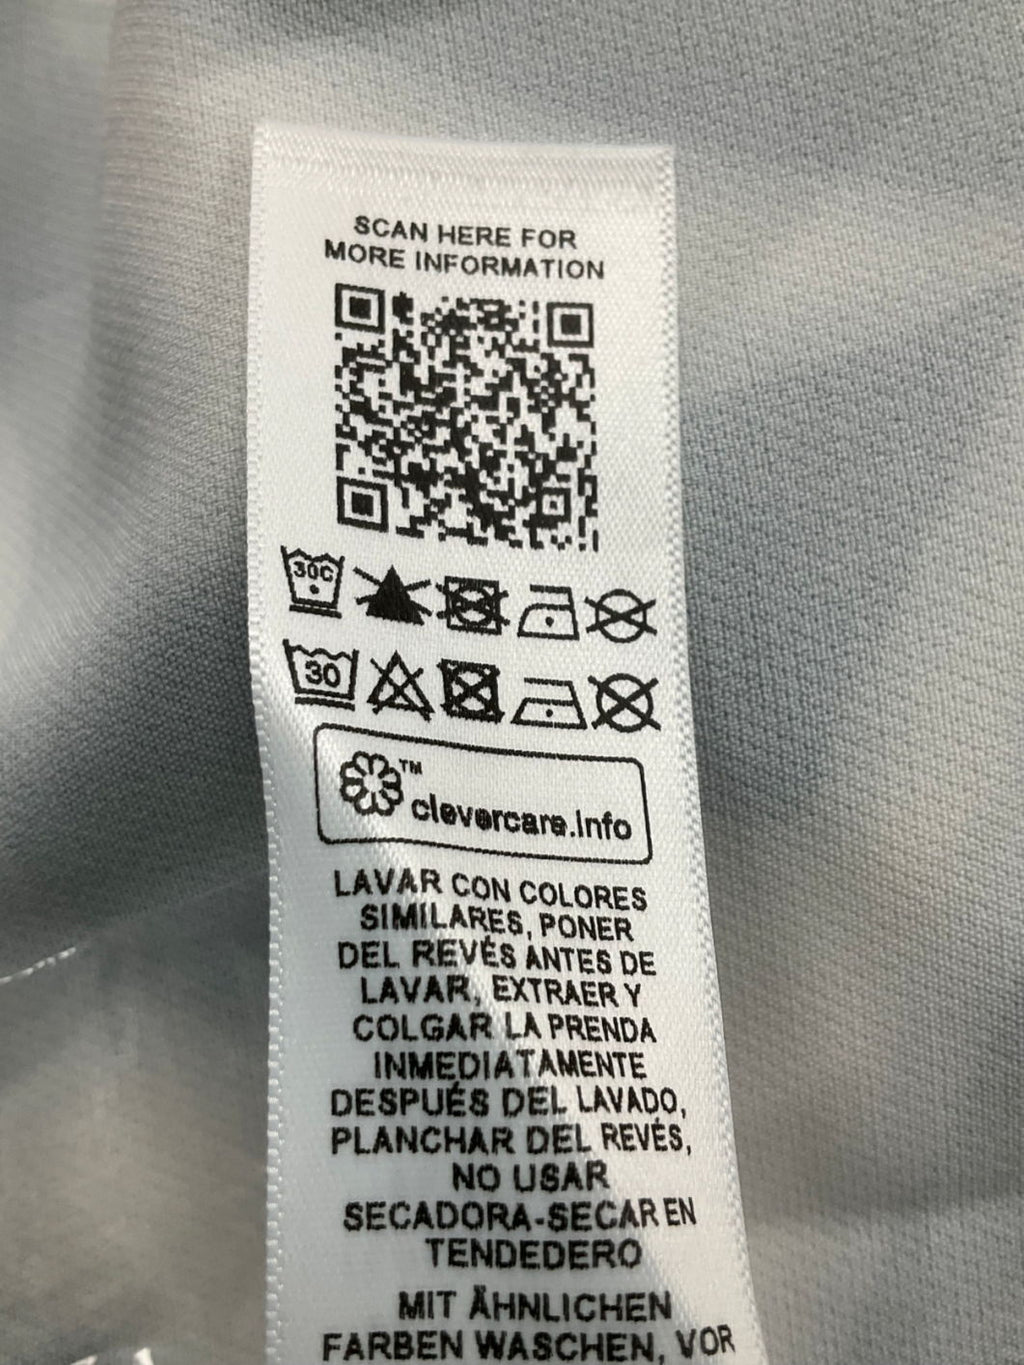 SCAN HERE FOR
MORE INFORMATION
30C
30
TM
clevercare.info
LAVAR CON COLORES
SIMILARES, PONER
DEL REVÉS ANTES DE
LAVAR, EXTRAER Y
COLGAR LA PRENDA
INMEDIATAMENTE
DESPUÉS DEL LAVADO,
PLANCHAR DEL REVÉS,
NO USAR
SECADORA-SECAR EN
TENDEDERO
MIT ÄHNLICHEN
FARBEN WASCHEN, VOR